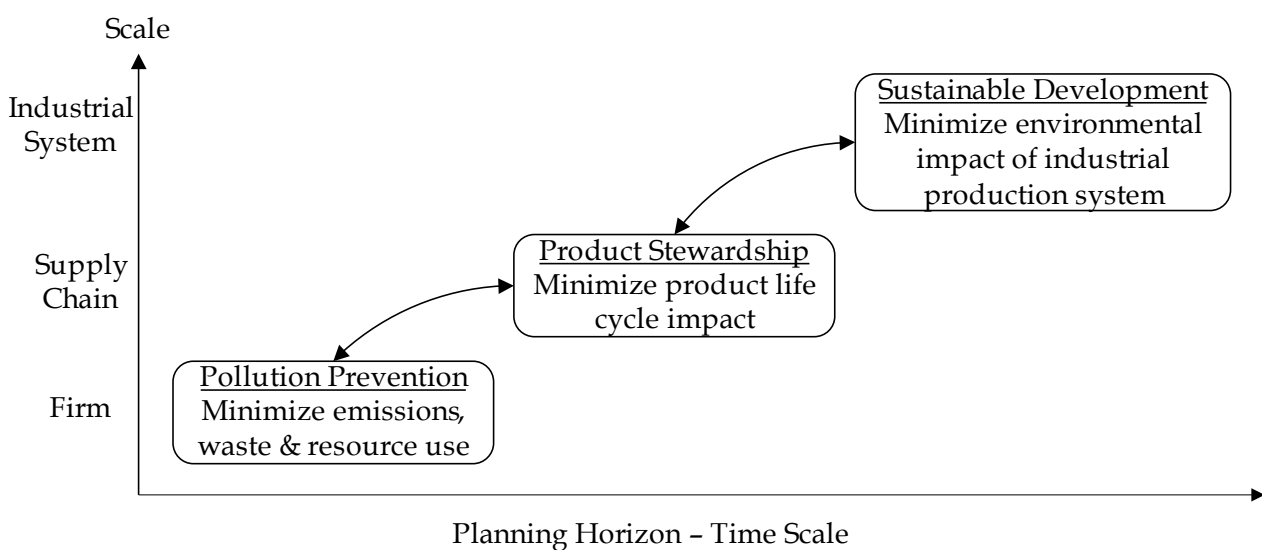 Scale
Industrial
System
Sustainable Development
Minimize environmental
impact of industrial
production system
Supply
Chain
Product Stewardship
Minimize product life
cycle impact
Firm
Pollution Prevention
Minimize emissions,
waste & resource use
Planning Horizon – Time Scale